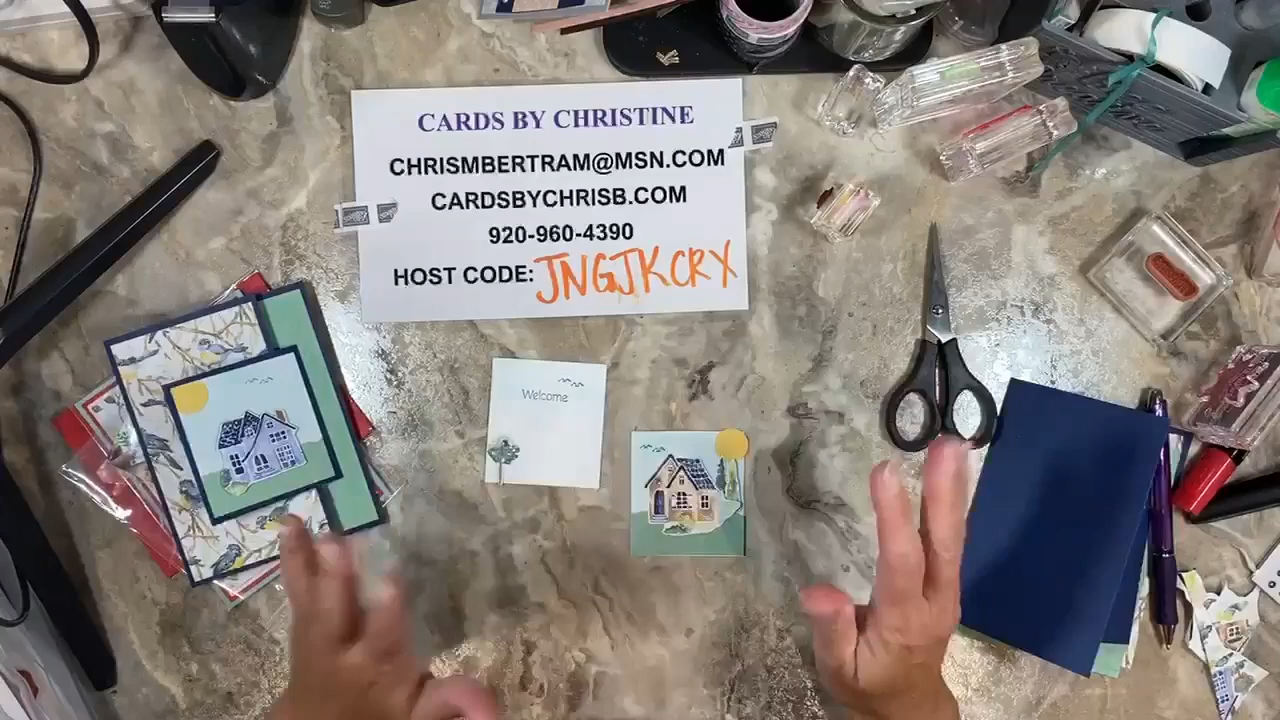 CARDS BY CHRISTINE
CHRISMBERTRAM@MSN.COM
CARDSBYCHRISB.COM
920-960-4390
HOST CODE: JNGJKCRX
Welcome